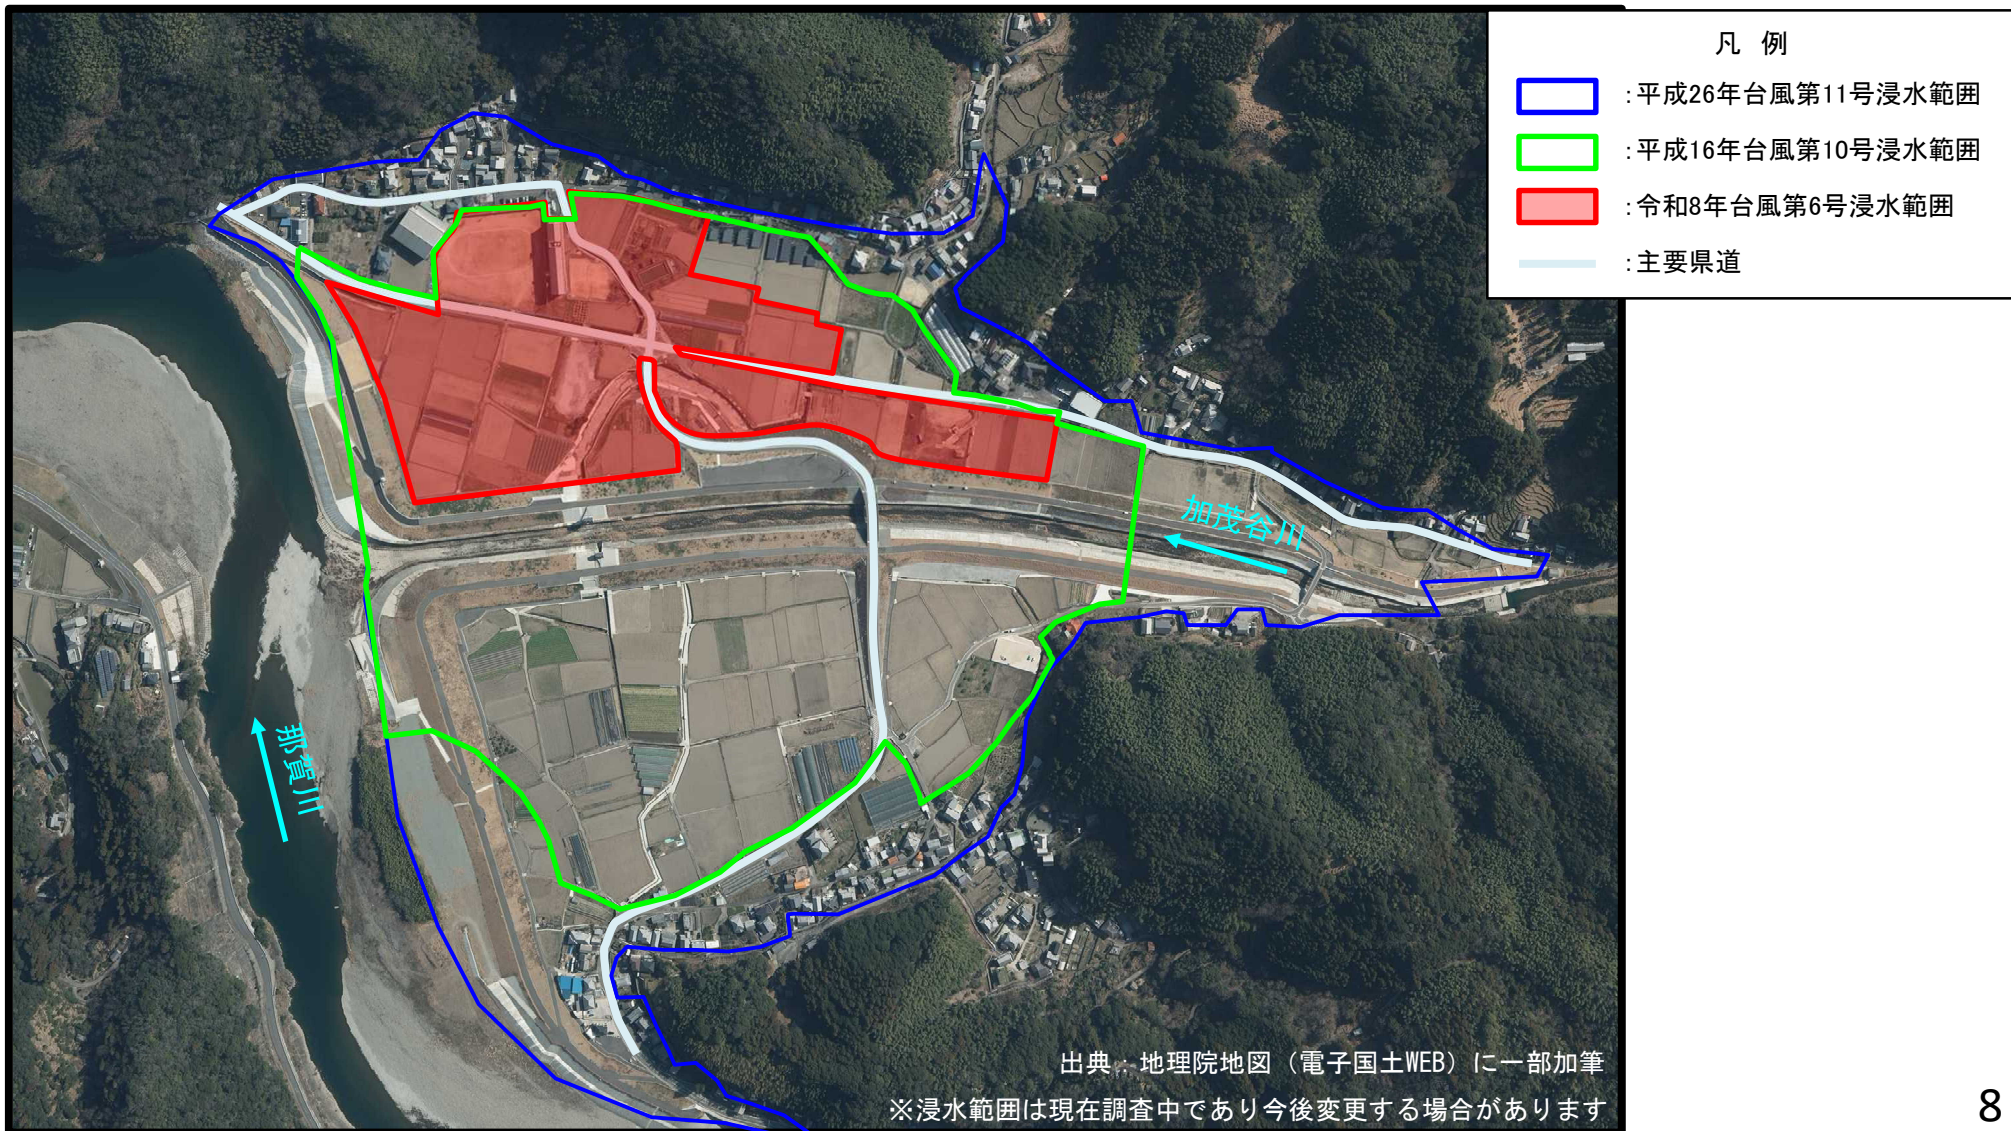 凡 例
：平成26年台風第11号浸水範囲
：平成16年台風第10号浸水範囲
：令和8年台風第6号浸水範囲
：主要県道
加茂谷川
那賀川
出典：地理院地図（電子国土WEB）に一部加筆
※浸水範囲は現在調査中であり今後変更する場合があります
8